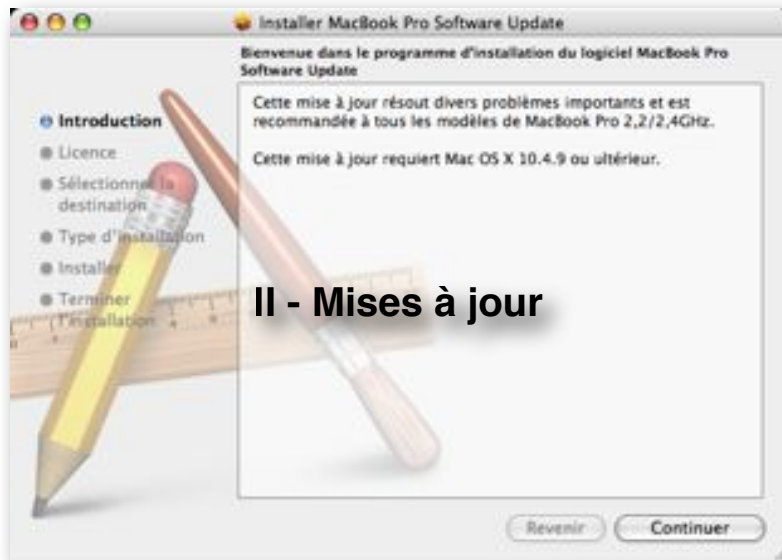 Installer MacBook Pro Software Update
Bienvenue dans le programme d'installation du logiciel MacBook Pro
Software Update
Introduction
Licence
Sélectionner la
destination
Type d'installation
Installer
Terminer
l'installation
Cette mise à jour résout divers problèmes importants et est
recommandée à tous les modèles de MacBook Pro 2,2/2,4GHz.
Cette mise à jour requiert Mac OS X 10.4.9 ou ultérieur.
II - Mises à jour
Revenir
Continuer